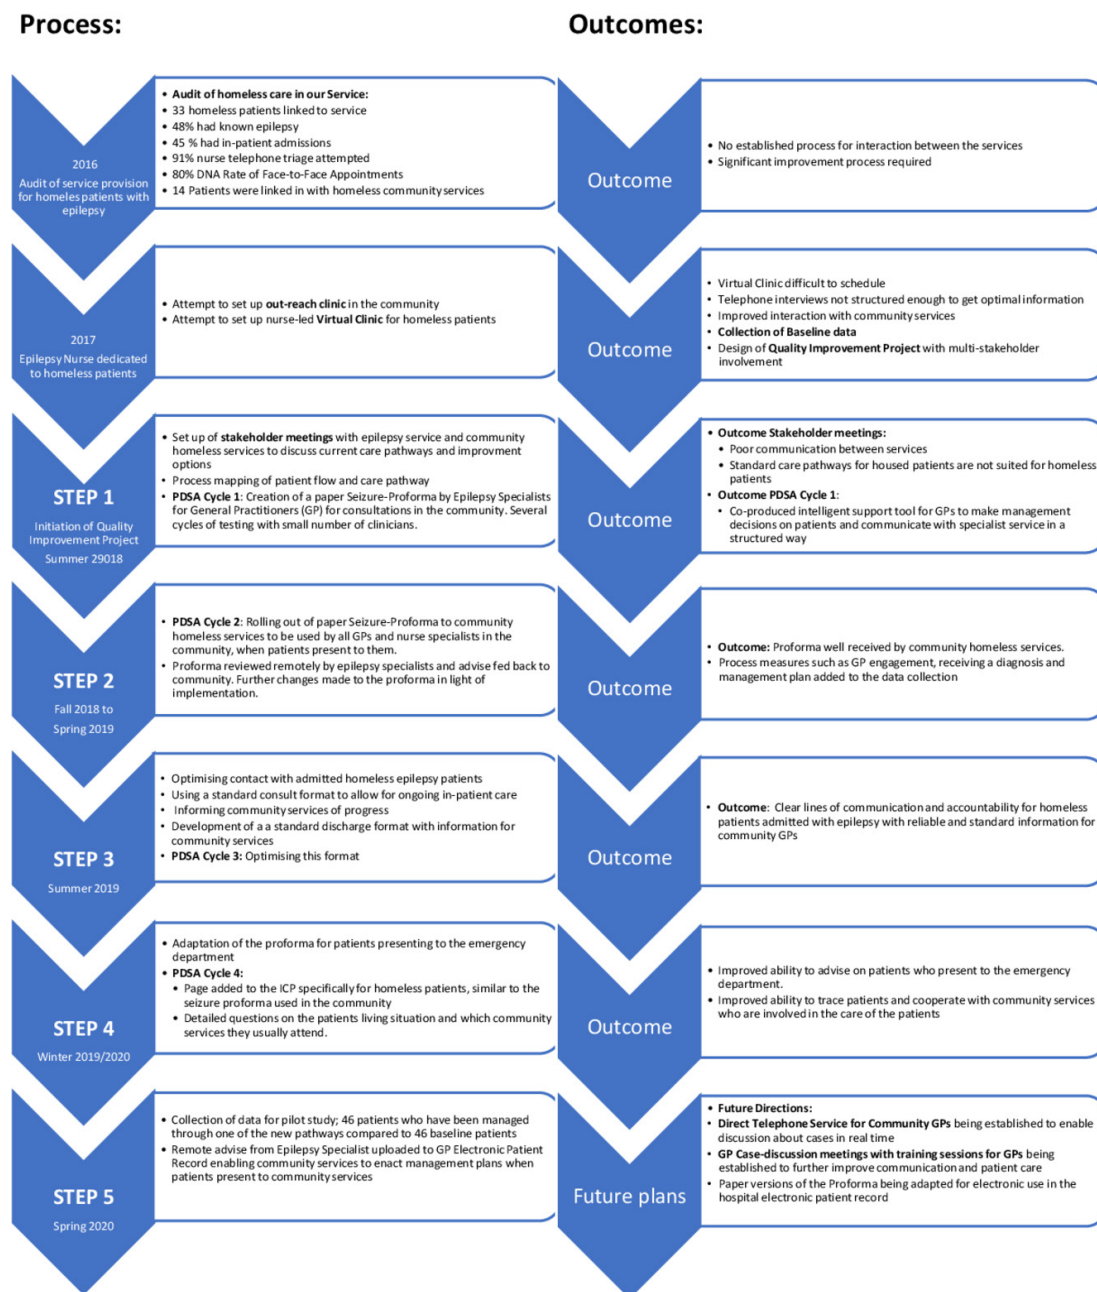 Process:
Outcomes:
2016
Audit of service provision
for homeles patients with
epilepsy
• Audit of homeless care in our Service:
• 33 homeless patients linked to service
• 48% had known epilepsy
• 45 % had in-patient admissions
• 91% nurse telephone triage attempted
• 80% DNA Rate of Face-to-Face Appointments
• 14 Patients were linked in with homeless community services
Outcome
• No established process for interaction between the services
• Significant improvement process required
2017
Epilepsy Nurse dedicated
to homeless patients
• Attempt to set up out-reach clinic in the community
• Attempt to set up nurse-led Virtual Clinic for homeless patients
Outcome
• Virtual Clinic difficult to schedule
• Telephone interviews not structured enough to get optimal information
• Improved interaction with community services
• Collection of Baseline data
• Design of Quality Improvement Project with multi-stakeholder
involvement
STEP 1
Initiation of Quality
Improvement Project
Summer 29018
• Set up of stakeholder meetings with epilepsy service and community
homeless services to discuss current care pathways and improvment
options
• Process mapping of patient flow and care pathway
• PDSA Cycle 1: Creation of a paper Seizure-Proforma by Epilepsy Specialists
for General Practitioners (GP) for consultations in the community. Several
cycles of testing with small number of clinicians.
Outcome
• Outcome Stakeholder meetings:
• Poor communication between services
• Standard care pathways for housed patients are not suited for homeless
patients
• Outcome PDSA Cycle 1:
• Co-produced intelligent support tool for GPs to make management
decisions on patients and communicate with specialist service in a
structured way
STEP 2
Fall 2018 to
Spring 2019
• PDSA Cycle 2: Rolling out of paper Seizure-Proforma to community
homeless services to be used by all GPs and nurse specialists in the
community, when patients present to them.
• Proforma reviewed remotely by epilepsy specialists and advise fed back to
community. Further changes made to the proforma in light of
implementation.
Outcome
• Outcome: Proforma well received by community homeless services.
• Process measures such as GP engagement, receiving a diagnosis and
management plan added to the data collection
STEP 3
Summer 2019
• Optimising contact with admitted homeless epilepsy patients
• Using a standard consult format to allow for ongoing in-patient care
• Informing community services of progress
• Development of a a standard discharge format with information for
community services
• PDSA Cycle 3: Optimising this format
Outcome
• Outcome: Clear lines of communication and accountability for homeless
patients admitted with epilepsy with reliable and standard information for
community GPs
STEP 4
Winter 2019/2020
• Adaptation of the proforma for patients presenting to the emergency
department
• PDSA Cycle 4:
• Page added to the ICP specifically for homeless patients, similar to the
seizure proforma used in the community
• Detailed questions on the patients living situation and which community
services they usually attend.
Outcome
• Improved ability to advise on patients who present to the emergency
department.
• Improved ability to trace patients and cooperate with community services
who are involved in the care of the patients
STEP 5
Spring 2020
• Collection of data for pilot study; 46 patients who have been managed
through one of the new pathways compared to 46 baseline patients
• Remote advise from Epilepsy Specialist uploaded to GP Electronic Patient
Record enabling community services to enact management plans when
patients present to community services
Future plans
• Future Directions:
• Direct Telephone Service for Community GPs being established to enable
discussion about cases in real time
• GP Case-discussion meetings with training sessions for GPs being
established to further improve communication and patient care
• Paper versions of the Proforma being adapted for electronic use in the
hospital electronic patient record